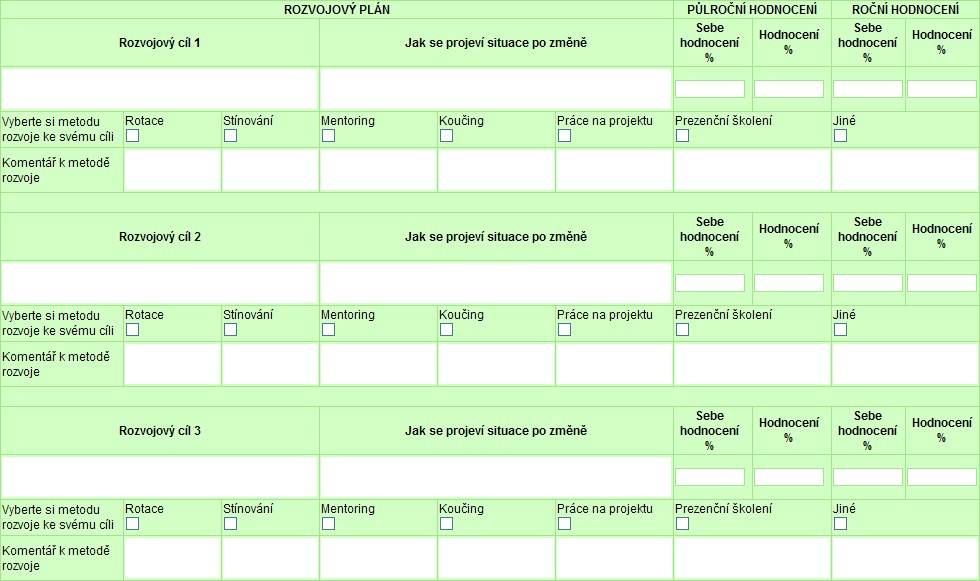 ROZVOJOVÝ PLÁN PŮLROČNÍ HODNOCENÍ ROČNÍ HODNOCENÍ
Rozvojový cíl 1 Jak se projeví situace po změně Sebe hodnocení % Hodnocení % Sebe hodnocení % Hodnocení %
Vyberte si metodu rozvoje ke svému cíli Rotace Stínování Mentoring Koučing Práce na projektu Prezenční školení Jiné
Komentář k metodě rozvoje
Rozvojový cíl 2 Jak se projeví situace po změně Sebe hodnocení % Hodnocení % Sebe hodnocení % Hodnocení %
Vyberte si metodu rozvoje ke svému cíli Rotace Stínování Mentoring Koučing Práce na projektu Prezenční školení Jiné
Komentář k metodě rozvoje
Rozvojový cíl 3 Jak se projeví situace po změně Sebe hodnocení % Hodnocení % Sebe hodnocení % Hodnocení %
Vyberte si metodu rozvoje ke svému cíli Rotace Stínování Mentoring Koučing Práce na projektu Prezenční školení Jiné
Komentář k metodě rozvoje